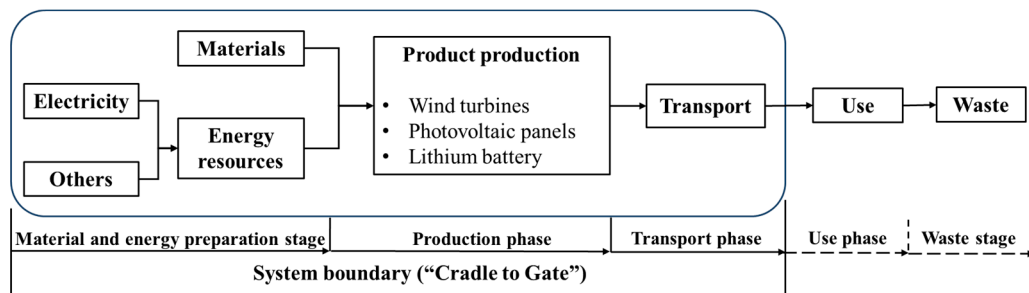 Materials
Electricity
Energy
resources
Others
Product production
• Wind turbines
• Photovoltaic panels
• Lithium battery
Transport
Use
Waste
Material and energy preparation stage
Production phase
Transport phase
Use phase
Waste stage
System boundary (“Cradle to Gate”)